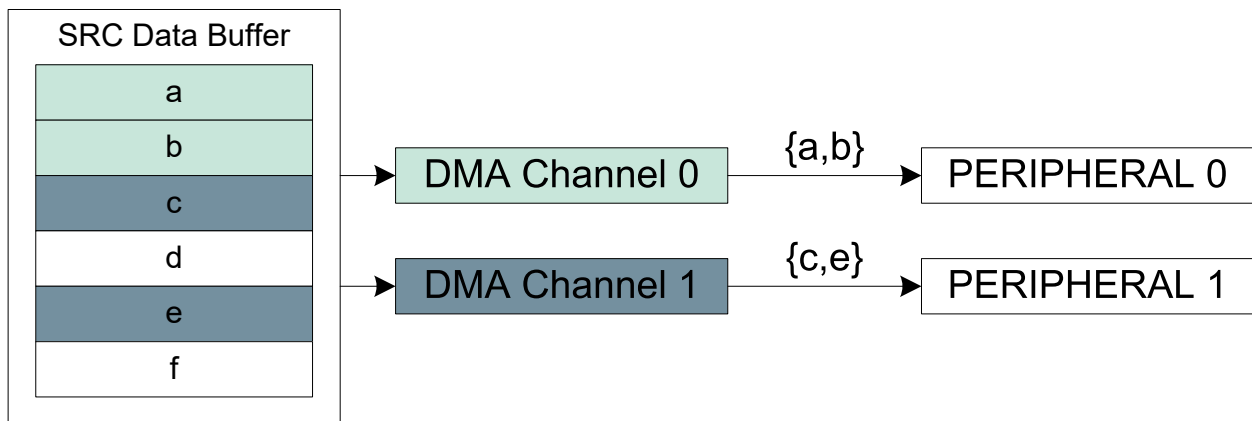 SRC Data Buffer
a
b
c
d
e
f
DMA Channel 0
{a,b}
PERIPHERAL 0
DMA Channel 1
{c,e}
PERIPHERAL 1